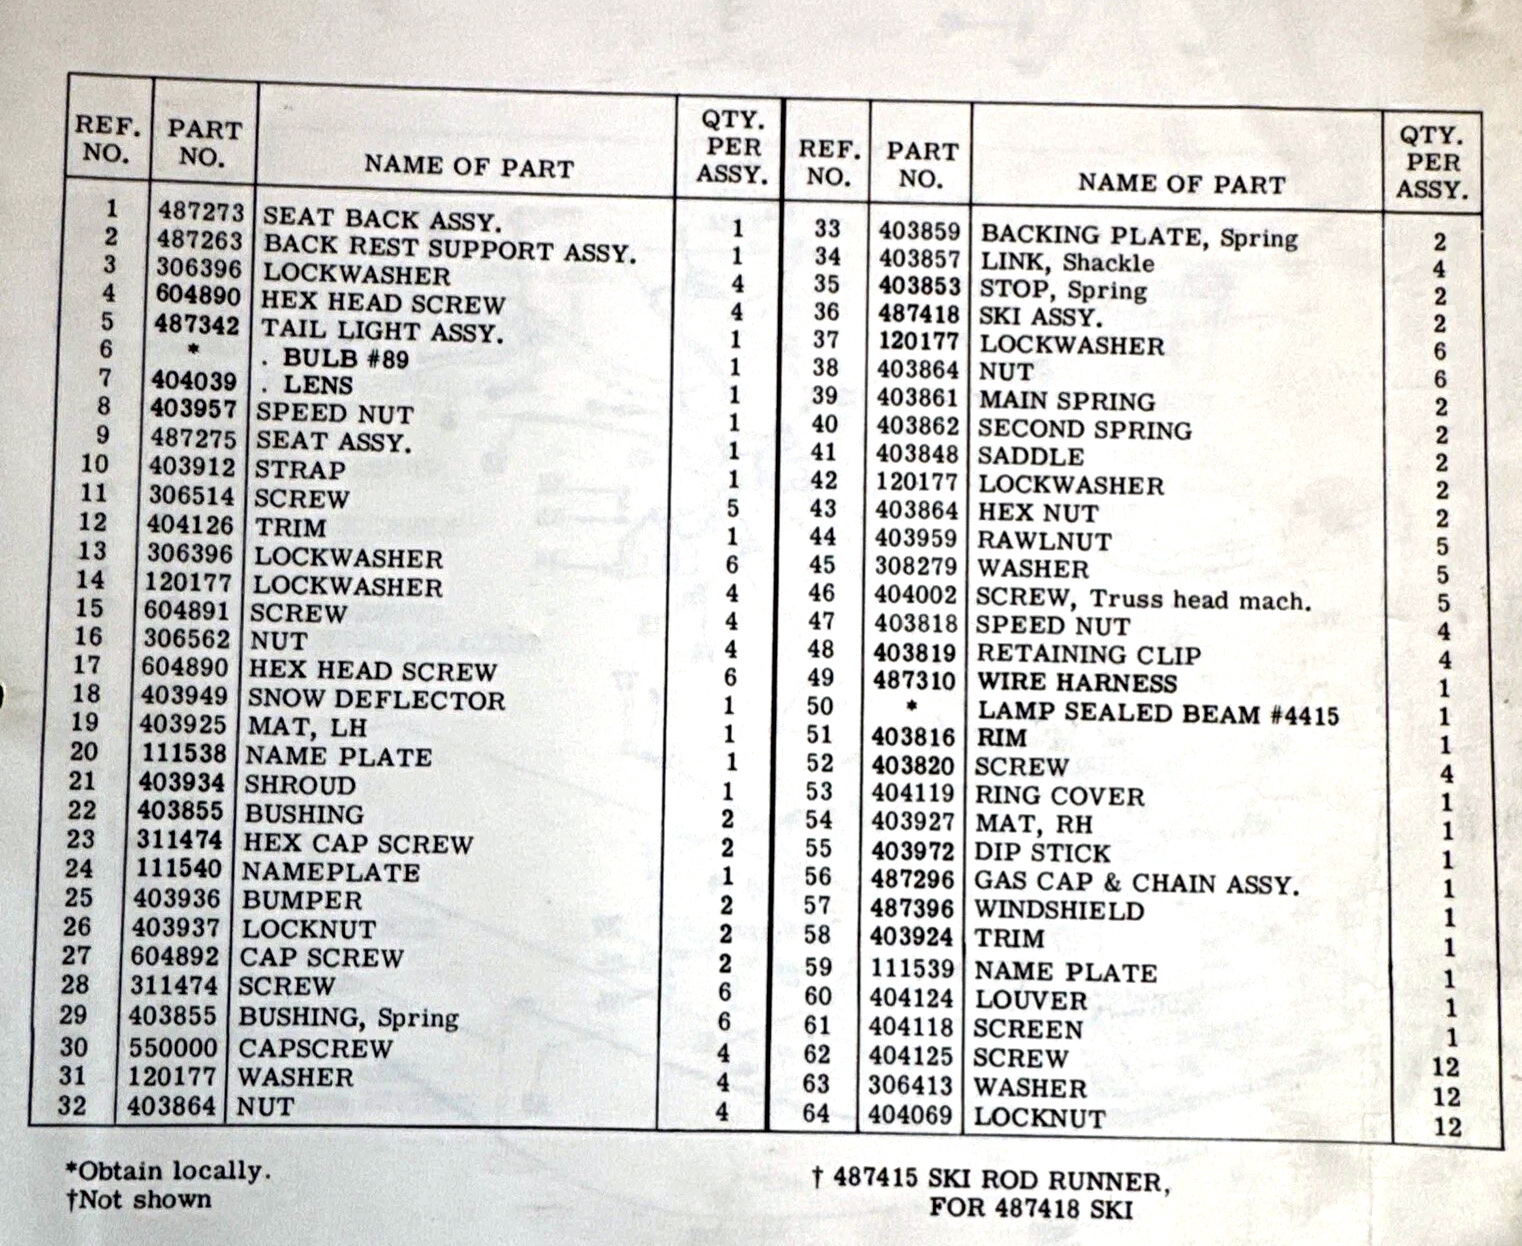 REF. NO. PART NO. NAME OF PART QTY. PER ASSY.
1 487273 SEAT BACK ASSY. 1
2 487263 BACK REST SUPPORT ASSY. 1
3 306396 LOCKWASHER 4
4 604890 HEX HEAD SCREW 4
5 487342 TAIL LIGHT ASSY. 1
6 * . BULB #89 1
7 404039 . LENS 1
8 403957 SPEED NUT 1
9 487275 SEAT ASSY. 1
10 403912 STRAP 1
11 306514 SCREW 5
12 404126 TRIM 1
13 306396 LOCKWASHER 6
14 120177 LOCKWASHER 4
15 604891 SCREW 4
16 306562 NUT 4
17 604890 HEX HEAD SCREW 6
18 403949 SNOW DEFLECTOR 1
19 403925 MAT, LH 1
20 111538 NAME PLATE 1
21 403934 SHROUD 1
22 403855 BUSHING 2
23 311474 HEX CAP SCREW 2
24 111540 NAMEPLATE 1
25 403936 BUMPER 2
26 403937 LOCKNUT 2
27 604892 CAP SCREW 2
28 311474 SCREW 6
29 403855 BUSHING, Spring 6
30 550000 CAPSCREW 4
31 120177 WASHER 4
32 403864 NUT 4
REF. NO. PART NO. NAME OF PART QTY. PER ASSY.
33 403859 BACKING PLATE, Spring 2
34 403857 LINK, Shackle 4
35 403853 STOP, Spring 2
36 487418 SKI ASSY. 2
37 120177 LOCKWASHER 6
38 403864 NUT 6
39 403861 MAIN SPRING 2
40 403862 SECOND SPRING 2
41 403848 SADDLE 2
42 120177 LOCKWASHER 2
43 403864 HEX NUT 2
44 403959 RAWLNUT 5
45 308279 WASHER 5
46 404002 SCREW, Truss head mach. 5
47 403818 SPEED NUT 4
48 403819 RETAINING CLIP 4
49 487310 WIRE HARNESS 1
50 * LAMP SEALED BEAM #4415 1
51 403816 RIM 1
52 403820 SCREW 4
53 404119 RING COVER 1
54 403927 MAT, RH 1
55 403972 DIP STICK 1
56 487296 GAS CAP & CHAIN ASSY. 1
57 487396 WINDSHIELD 1
58 403924 TRIM 1
59 111539 NAME PLATE 1
60 404124 LOUVER 1
61 404118 SCREEN 1
62 404125 SCREW 12
63 306413 WASHER 12
64 404069 LOCKNUT 12
*Obtain locally.
†Not shown
† 487415 SKI ROD RUNNER,
FOR 487418 SKI